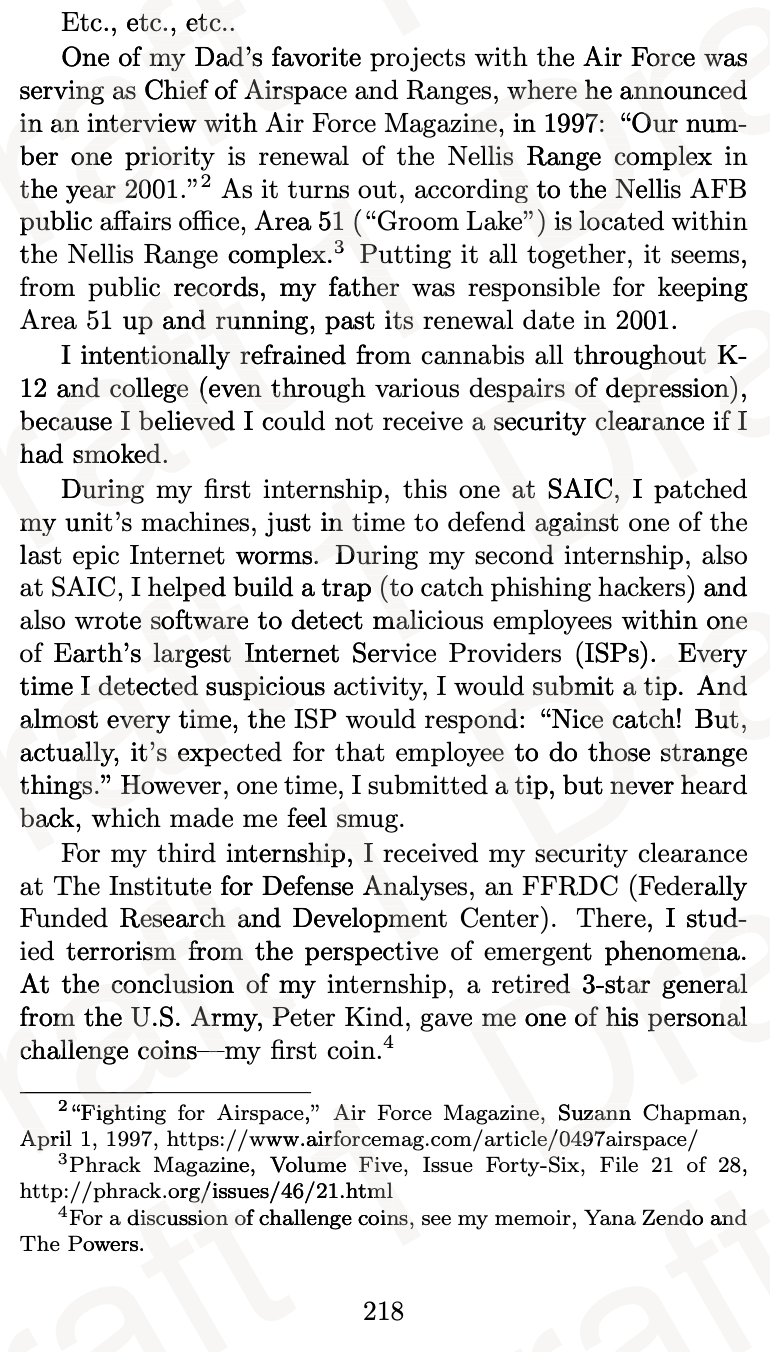 Etc., etc., etc..
One of my Dad's favorite projects with the Air Force was
serving as Chief of Airspace and Ranges, where he announced
in an interview with Air Force Magazine, in 1997: “Our num-
ber one priority is renewal of the Nellis Range complex in
the year 2001.”2 As it turns out, according to the Nellis AFB
public affairs office, Area 51 (“Groom Lake”) is located within
the Nellis Range complex.3 Putting it all together, it seems,
from public records, my father was responsible for keeping
Area 51 up and running, past its renewal date in 2001.
I intentionally refrained from cannabis all throughout K-
12 and college (even through various despairs of depression),
because I believed I could not receive a security clearance if I
had smoked.
During my first internship, this one at SAIC, I patched
my unit's machines, just in time to defend against one of the
last epic Internet worms. During my second internship, also
at SAIC, I helped build a trap (to catch phishing hackers) and
also wrote software to detect malicious employees within one
of Earth's largest Internet Service Providers (ISPs). Every
time I detected suspicious activity, I would submit a tip. And
almost every time, the ISP would respond: “Nice catch! But,
actually, it's expected for that employee to do those strange
things.” However, one time, I submitted a tip, but never heard
back, which made me feel smug.
For my third internship, I received my security clearance
at The Institute for Defense Analyses, an FFRDC (Federally
Funded Research and Development Center). There, I stud-
ied terrorism from the perspective of emergent phenomena.
At the conclusion of my internship, a retired 3-star general
from the U.S. Army, Peter Kind, gave me one of his personal
challenge coins—my first coin.4
2“Fighting for Airspace,” Air Force Magazine, Suzann Chapman,
April 1, 1997, https://www.airforcemag.com/article/0497airspace/
3Phrack Magazine, Volume Five, Issue Forty-Six, File 21 of 28,
http://phrack.org/issues/46/21.html
4For a discussion of challenge coins, see my memoir, Yana Zendo and
The Powers.
218